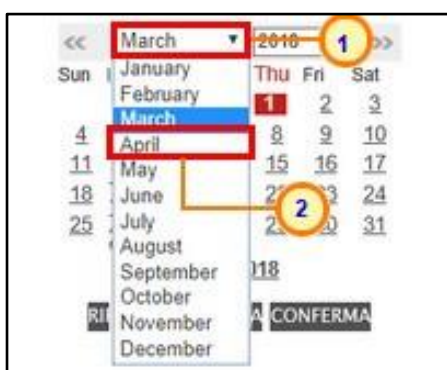 << March ▼ 2018 1 >>
Sun Thu Fri Sat
January
February 1 2 3
March
4 April 8 9 10
11 May 15 16 17
18 June 24
2
25 July 31
August
September 018
October
November CONFERMA
December